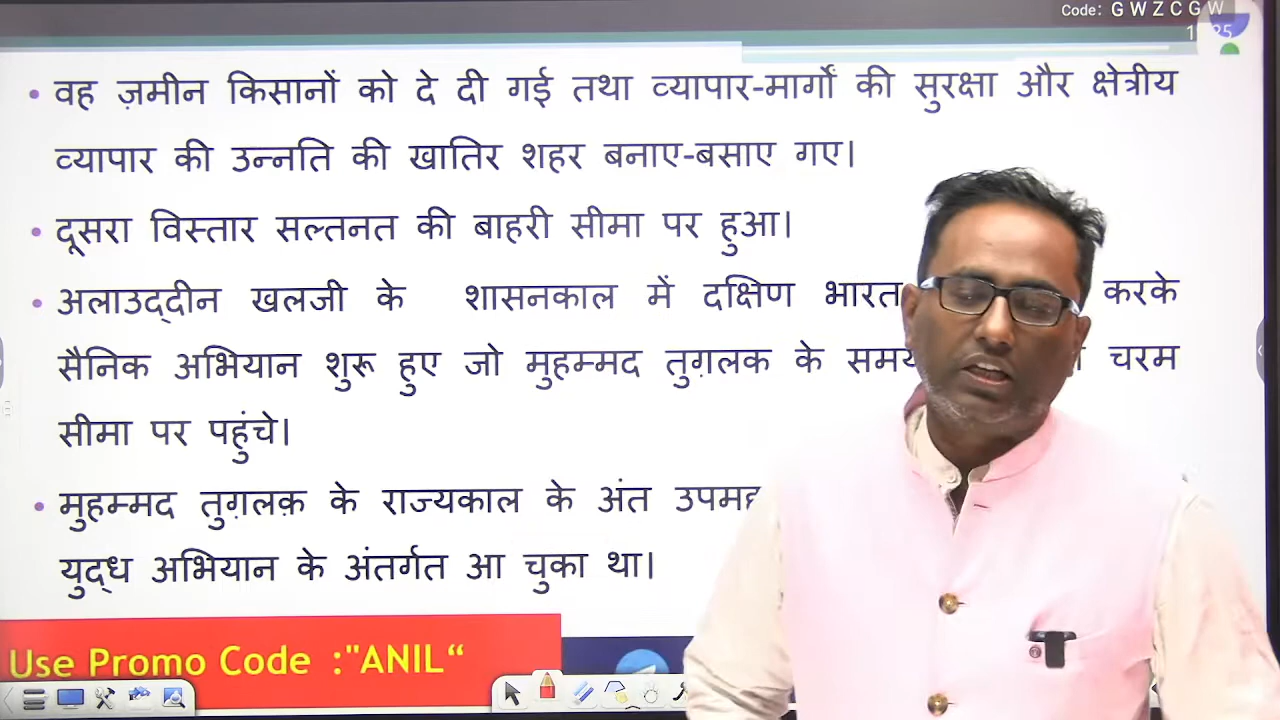 Code: G W Z C G W
• वह ज़मीन किसानों को दे दी गई तथा व्यापार-मार्गों की सुरक्षा और क्षेत्रीय
व्यापार की उन्नति की खातिर शहर बनाए-बसाए गए।
• दूसरा विस्तार सल्तनत की बाहरी सीमा पर हुआ।
• अलाउद्दीन खलजी के शासनकाल में दक्षिण भारत करके
सैनिक अभियान शुरू हुए जो मुहम्मद तुग़लक के चरम
सीमा पर पहुंचे।
• मुहम्मद तुग़लक़ के राज्यकाल के अंत
युद्ध अभियान के अंतर्गत आ चुका था।
Use Promo Code :"ANIL“